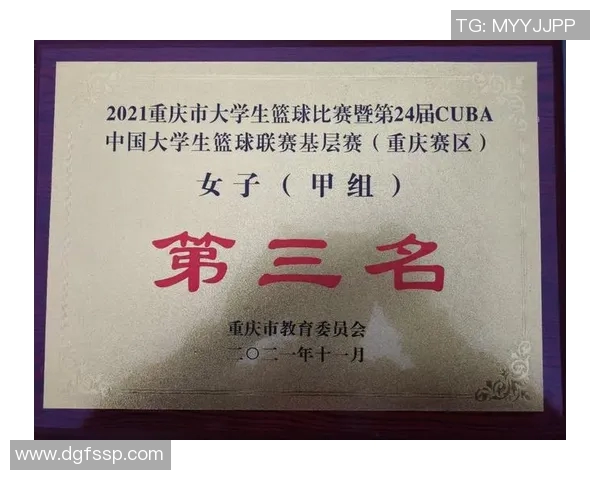 TG: MYYJJPP
2021重庆市大学生篮球比赛暨第24届CUBA
中国大学生篮球联赛基层赛（重庆赛区）
女子（甲组）
第三名
重庆市教育委员会
二〇二一年十一月
www.dgfssp.com